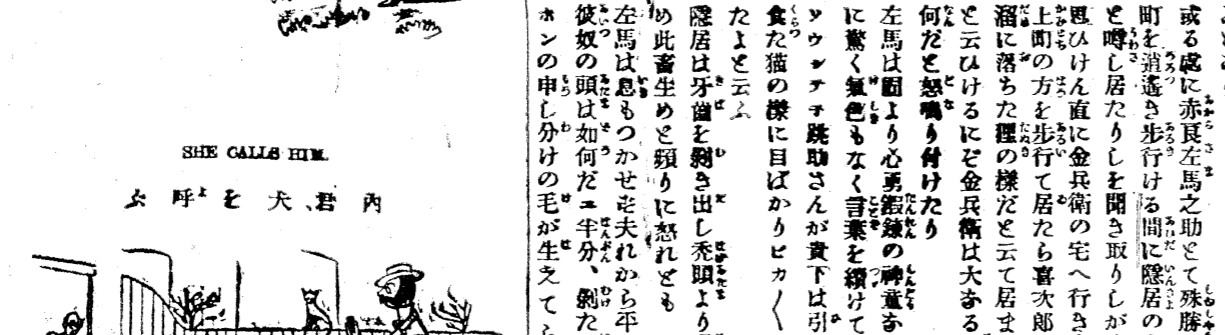 或る處に赤良左馬之助とて殊勝
町を逍遙き歩行ける間に隱居の
と噂し居たりしを聞き取りしが
思ひけん直に金兵衛の宅へ行き
上町の方を歩行て居たら喜次郎
溜に落ちた狸の樣だと云て居ま
と云ひけるにぞ金兵衛は大なる
何だと怒鳴り付けたり
左馬は固より心勇鍛錬の神童な
に驚く氣色もなく言葉を續けて
跳助さんが貴下は引
食た猫の樣に目ばかりピカ〱
たよと云ふ
隱居は牙齒を剝き出し禿頭より
め此畜生めと頻りに怒れども
左馬は息もつかせず夫れから平
彼奴の頭は如何だヱ半分、剝た
ホンの申し分けの毛が生えて
SHE CALLS HIM.
内君、犬を呼ぶ